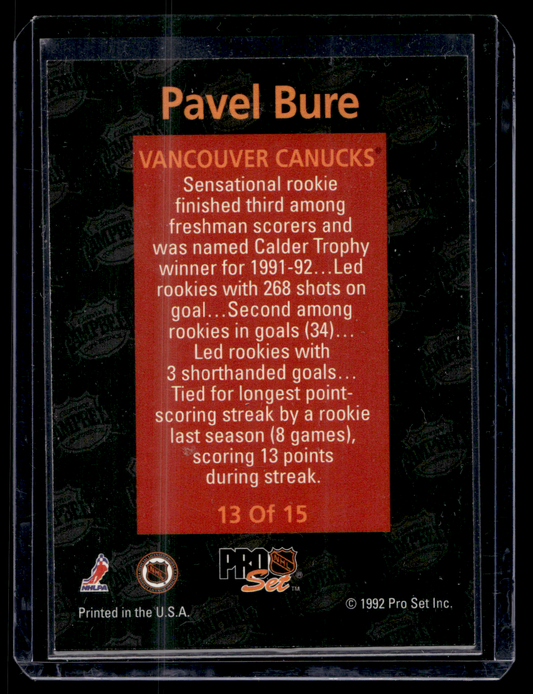 Pavel Bure
VANCOUVER CANUCKS®
Sensational rookie
finished third among
freshman scorers and
was named Calder Trophy
winner for 1991-92...Led
rookies with 268 shots on
goal...Second among
rookies in goals (34)...
Led rookies with
3 shorthanded goals...
Tied for longest point-
scoring streak by a rookie
last season (8 games),
scoring 13 points
during streak.
13 Of 15
NHLPA
NHL
PRO
Set™
®
Printed in the U.S.A.
© 1992 Pro Set Inc.